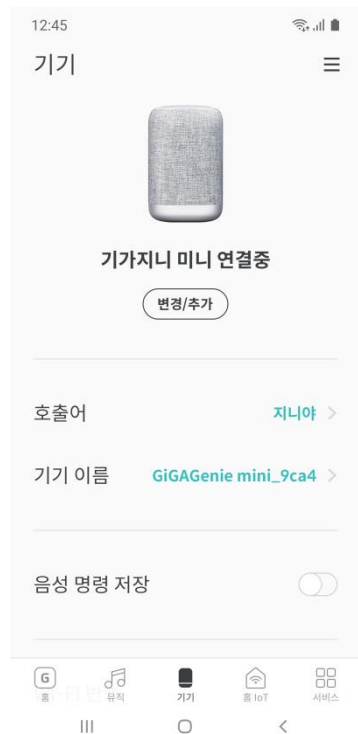 12:45
기기
기가지니 미니 연결중
변경/추가
호출어 지니야 >
기기 이름 GiGAGenie mini_9ca4 >
음성 명령 저장
G
홈 뮤직 기기 홈 IoT 서비스